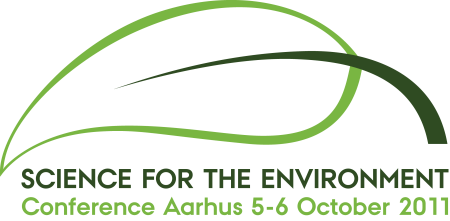 SCIENCE FOR THE ENVIRONMENT
Conference Aarhus 5-6 October 2011